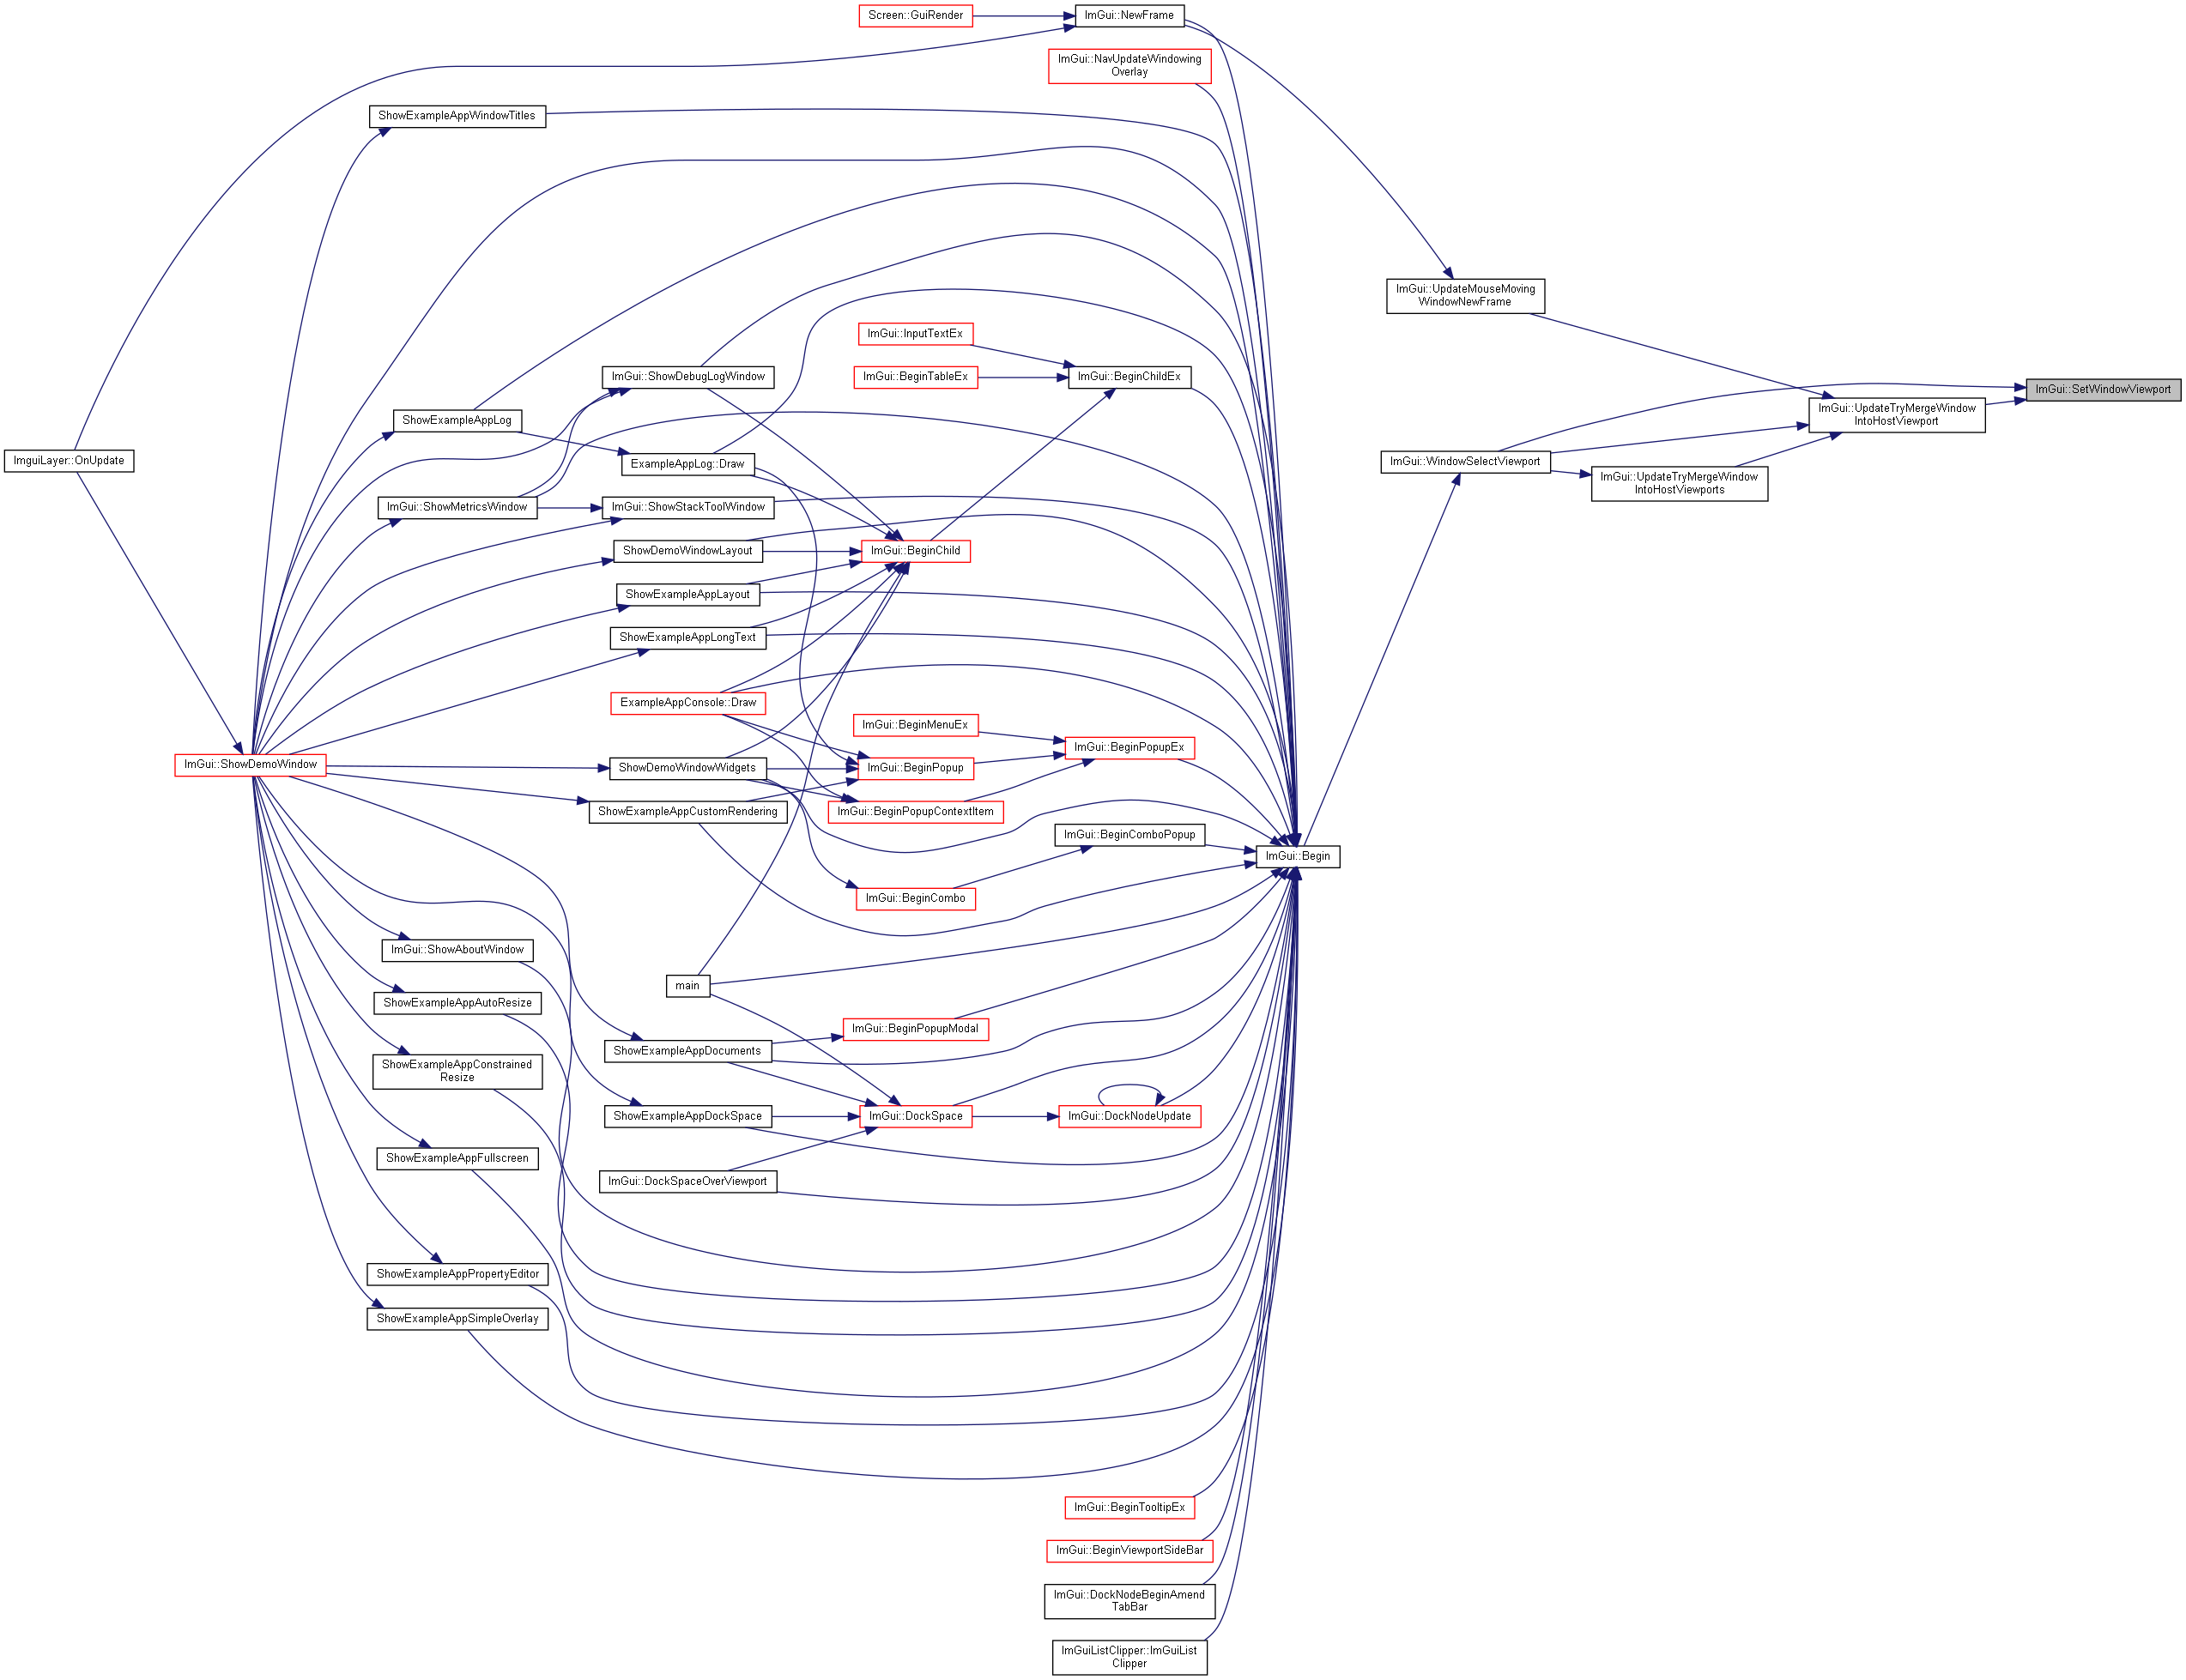 Screen::GuiRender
ImGui::NewFrame
ImGui::NavUpdateWindowing
Overlay
ShowExampleAppWindowTitles
ImGui::UpdateMouseMoving
WindowNewFrame
ImGui::InputTextEx
ImGui::ShowDebugLogWindow
ImGui::BeginTableEx
ImGui::BeginChildEx
ImGui::SetWindowViewport
ShowExampleAppLog
ImGui::UpdateTryMergeWindow
IntoHostViewport
ImguiLayer::OnUpdate
ExampleAppLog::Draw
ImGui::WindowSelectViewport
ImGui::UpdateTryMergeWindow
IntoHostViewports
ImGui::ShowMetricsWindow
ImGui::ShowStackToolWindow
ShowDemoWindowLayout
ImGui::BeginChild
ShowExampleAppLayout
ShowExampleAppLongText
ExampleAppConsole::Draw
ImGui::BeginMenuEx
ImGui::BeginPopupEx
ImGui::ShowDemoWindow
ShowDemoWindowWidgets
ImGui::BeginPopup
ShowExampleAppCustomRendering
ImGui::BeginPopupContextItem
ImGui::BeginComboPopup
ImGui::Begin
ImGui::BeginCombo
ImGui::ShowAboutWindow
main
ShowExampleAppAutoResize
ImGui::BeginPopupModal
ShowExampleAppDocuments
ShowExampleAppConstrained
Resize
ShowExampleAppDockSpace
ImGui::DockSpace
ImGui::DockNodeUpdate
ShowExampleAppFullscreen
ImGui::DockSpaceOverViewport
ShowExampleAppPropertyEditor
ShowExampleAppSimpleOverlay
ImGui::BeginTooltipEx
ImGui::BeginViewportSideBar
ImGui::DockNodeBeginAmend
TabBar
ImGuiListClipper::ImGuiList
Clipper